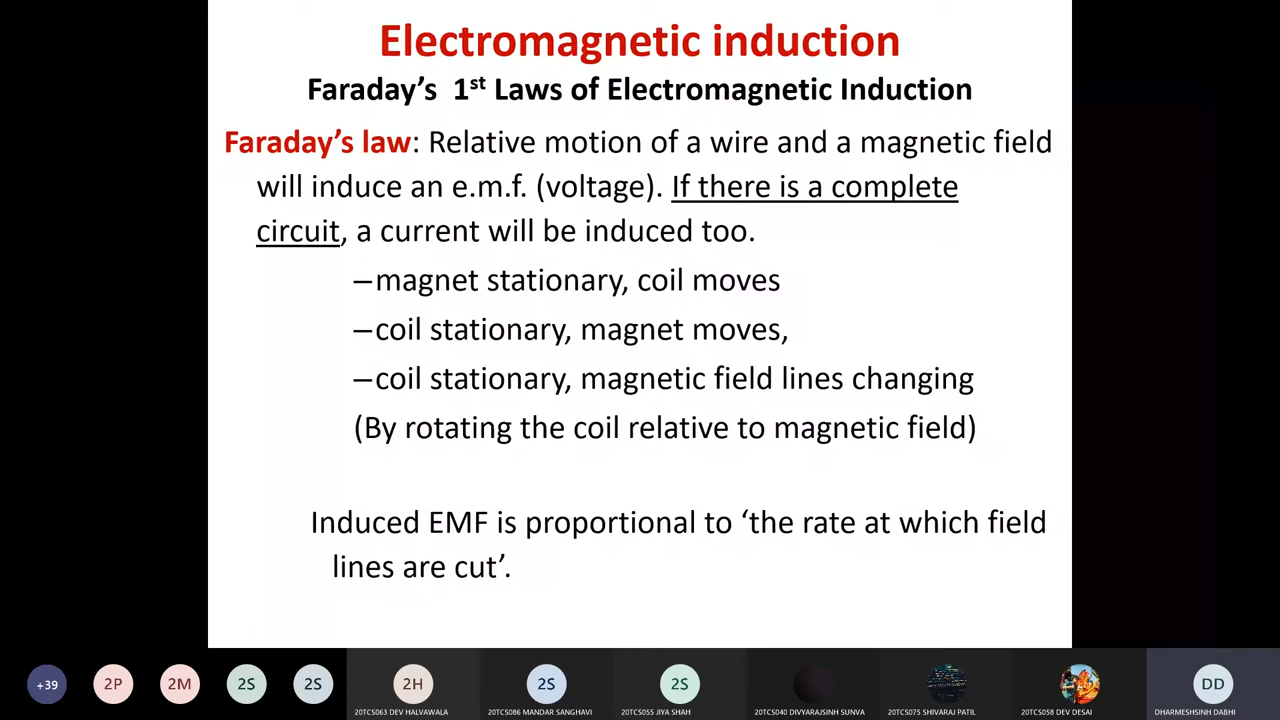 Electromagnetic induction
Faraday’s 1st Laws of Electromagnetic Induction
Faraday’s law: Relative motion of a wire and a magnetic field
will induce an e.m.f. (voltage). If there is a complete
circuit, a current will be induced too.
–magnet stationary, coil moves
–coil stationary, magnet moves,
–coil stationary, magnetic field lines changing
(By rotating the coil relative to magnetic field)
Induced EMF is proportional to ‘the rate at which field
lines are cut’.
+39 2P 2M 2S 2S 2H 2S 2S DD
20TCS063 DEV HALVAWALA 20TCS086 MANDAR SANGHAVI 20TCS055 JIYA SHAH 20TCS040 DIVYARAJSINH SUNVA 20TCS075 SHIVARAJ PATIL 20TCS058 DEV DESAI DHARMESHSINH DABHI